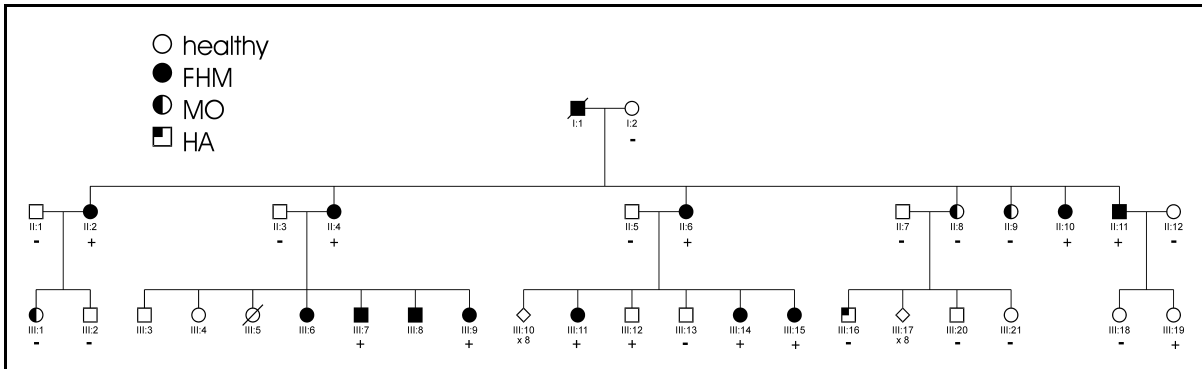 healthy
FHM
MO
HA
I:1 I:2
-
II:1 II:2 II:3 II:4 II:5 II:6 II:7 II:8 II:9 II:10 II:11 II:12
- + - + - + - - - + + -
III:1 III:2 III:3 III:4 III:5 III:6 III:7 III:8 III:9 III:10 III:11 III:12 III:13 III:14 III:15 III:16 III:17 III:20 III:21 III:18 III:19
x 8 x 8
- - + + + + - + + - - - - +